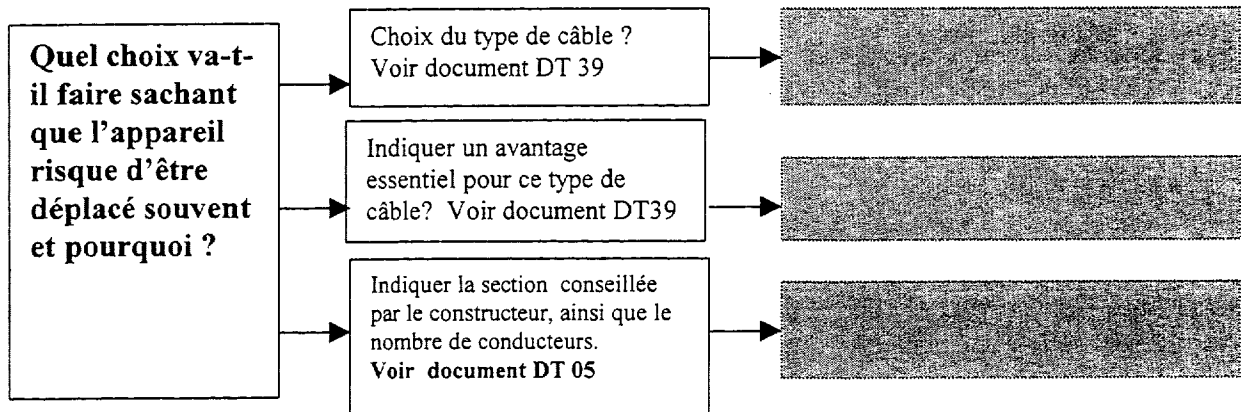 Quel choix va-t-
il faire sachant
que l'appareil
risque d'être
déplacé souvent
et pourquoi ?
Choix du type de câble ?
Voir document DT 39
Indiquer un avantage
essentiel pour ce type de
câble? Voir document DT39
Indiquer la section conseillée
par le constructeur, ainsi que le
nombre de conducteurs.
Voir document DT 05